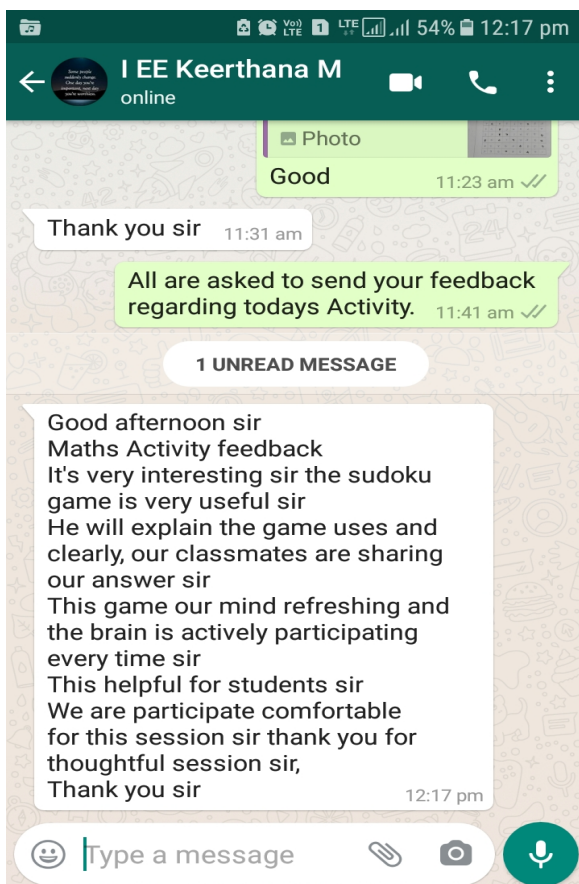 54% 12:17 pm
I EE Keerthana M
online
Photo
Good 11:23 am
Thank you sir 11:31 am
All are asked to send your feedback
regarding todays Activity. 11:41 am
1 UNREAD MESSAGE
Good afternoon sir
Maths Activity feedback
It's very interesting sir the sudoku
game is very useful sir
He will explain the game uses and
clearly, our classmates are sharing
our answer sir
This game our mind refreshing and
the brain is actively participating
every time sir
This helpful for students sir
We are participate comfortable
for this session sir thank you for
thoughtful session sir,
Thank you sir
12:17 pm
Type a message